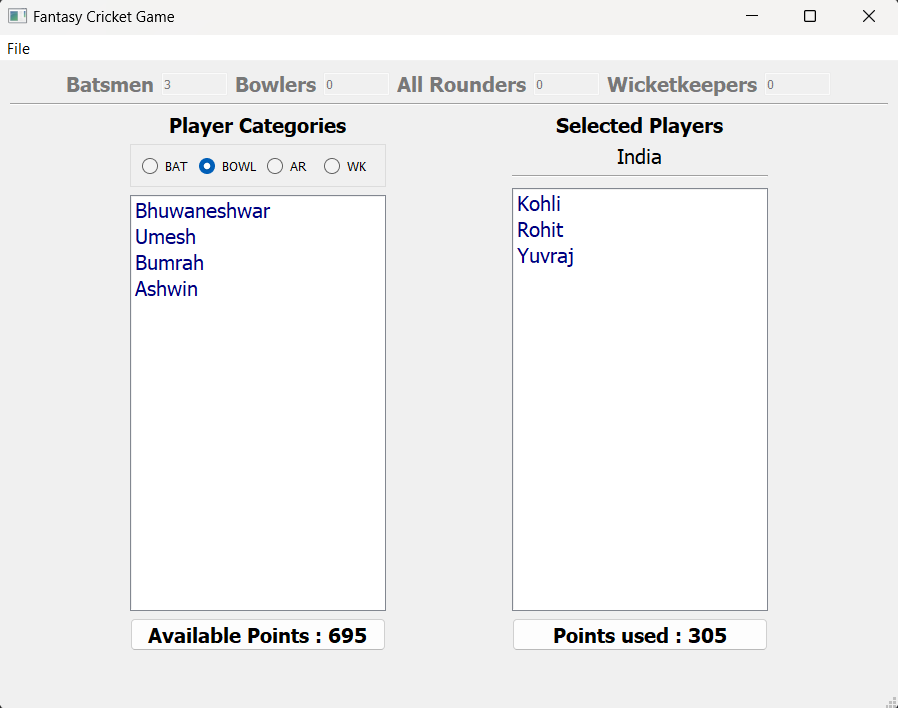 Fantasy Cricket Game
File
Batsmen 3 Bowlers 0 All Rounders 0 Wicketkeepers 0
Player Categories
BAT BOWL AR WK
Bhuwaneshwar
Umesh
Bumrah
Ashwin
Available Points : 695
Selected Players
India
Kohli
Rohit
Yuvraj
Points used : 305